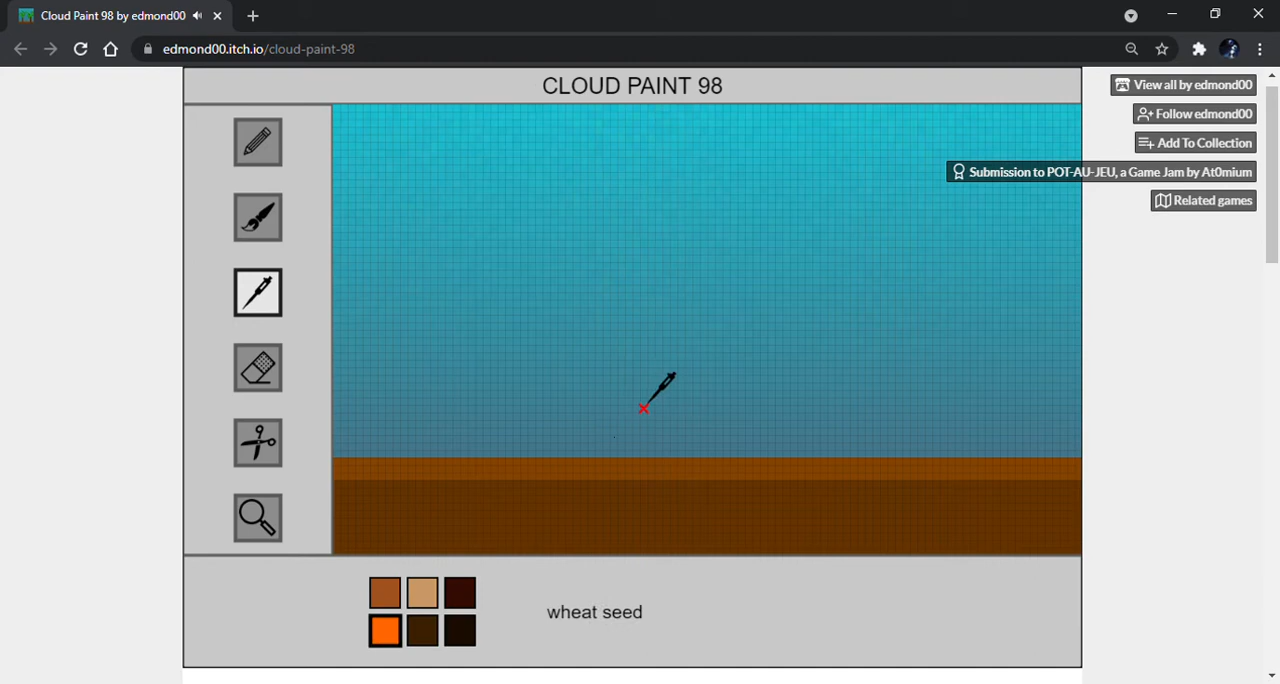 Cloud Paint 98 by edmond00
edmond00.itch.io/cloud-paint-98
CLOUD PAINT 98
View all by edmond00
Follow edmond00
Add To Collection
Submission to POT-AU-JEU, a Game Jam by At0mium
Related games
wheat seed